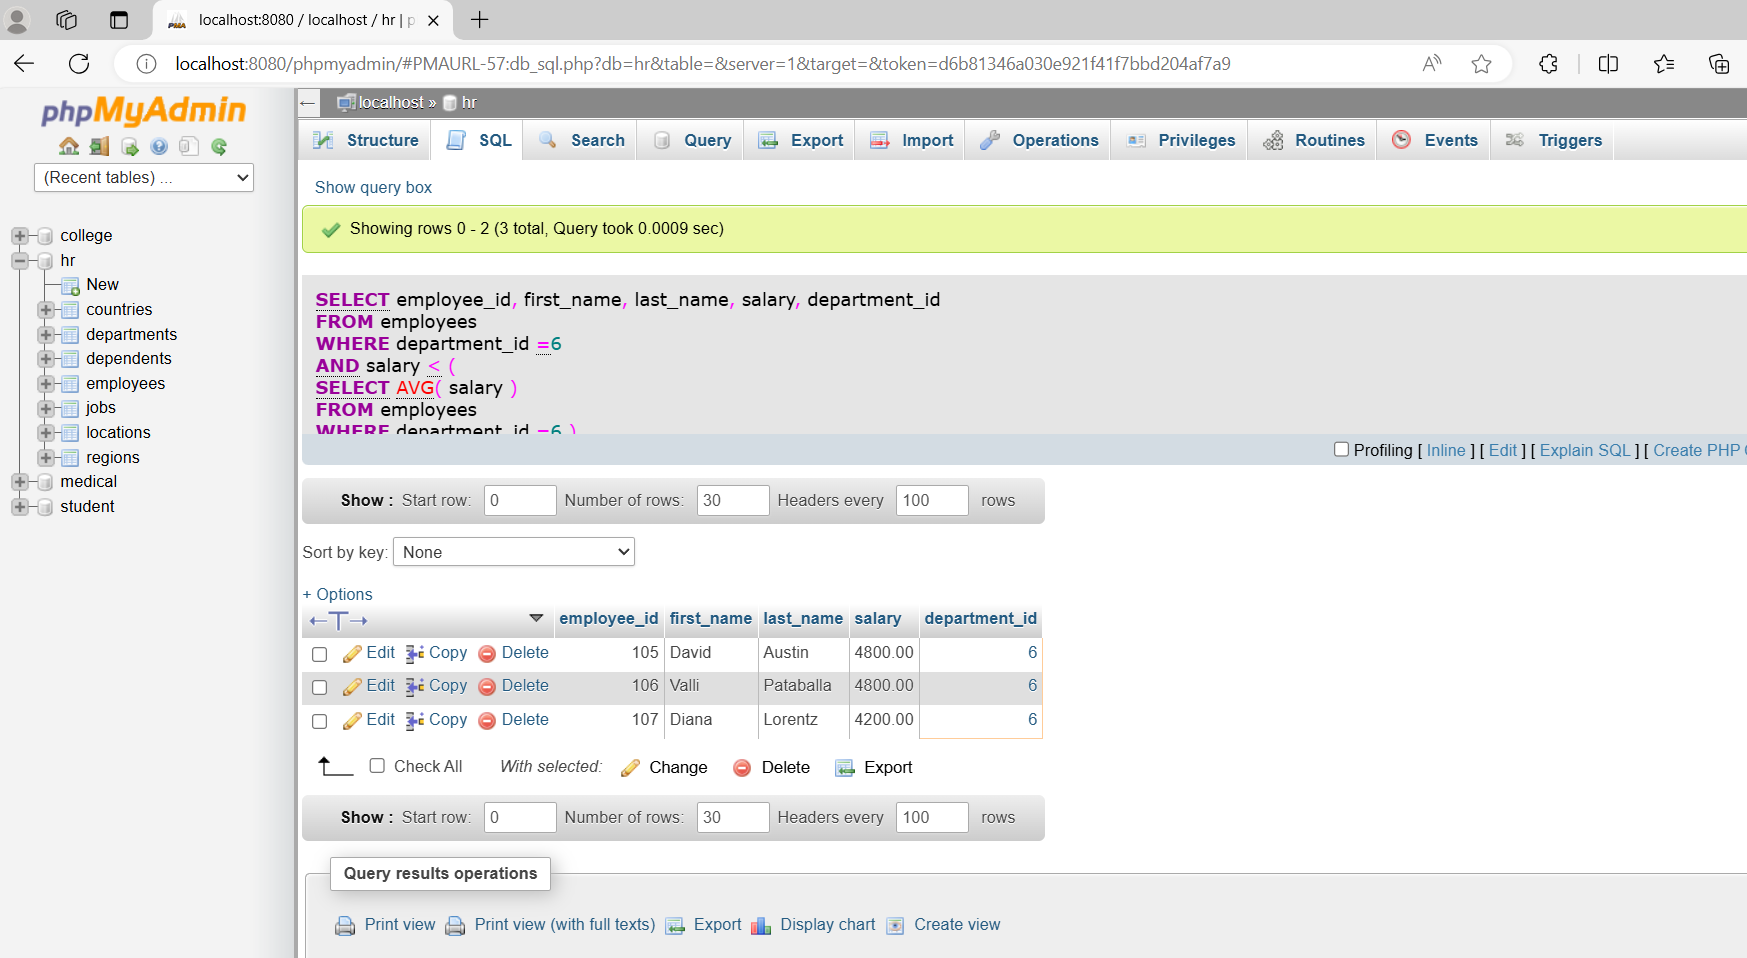 localhost:8080 / localhost / hr | p
localhost:8080/phpmyadmin/#PMAURL-57:db_sql.php?db=hr&table=&server=1&target=&token=d6b81346a030e921f41f7bbd204af7a9
phpMyAdmin
(Recent tables) ...
college
hr
New
countries
departments
dependents
employees
jobs
locations
regions
medical
student
localhost » hr
Structure SQL Search Query Export Import Operations Privileges Routines Events Triggers
Show query box
Showing rows 0 - 2 (3 total, Query took 0.0009 sec)
SELECT employee_id, first_name, last_name, salary, department_id
FROM employees
WHERE department_id =6
AND salary < (
SELECT AVG( salary )
FROM employees
WHERE department_id =6 )
Profiling [ Inline ] [ Edit ] [ Explain SQL ] [ Create PHP
Show : Start row: 0 Number of rows: 30 Headers every 100 rows
Sort by key: None
+ Options
employee_id first_name last_name salary department_id
Edit Copy Delete 105 David Austin 4800.00 6
Edit Copy Delete 106 Valli Pataballa 4800.00 6
Edit Copy Delete 107 Diana Lorentz 4200.00 6
Check All With selected: Change Delete Export
Show : Start row: 0 Number of rows: 30 Headers every 100 rows
Query results operations
Print view Print view (with full texts) Export Display chart Create view